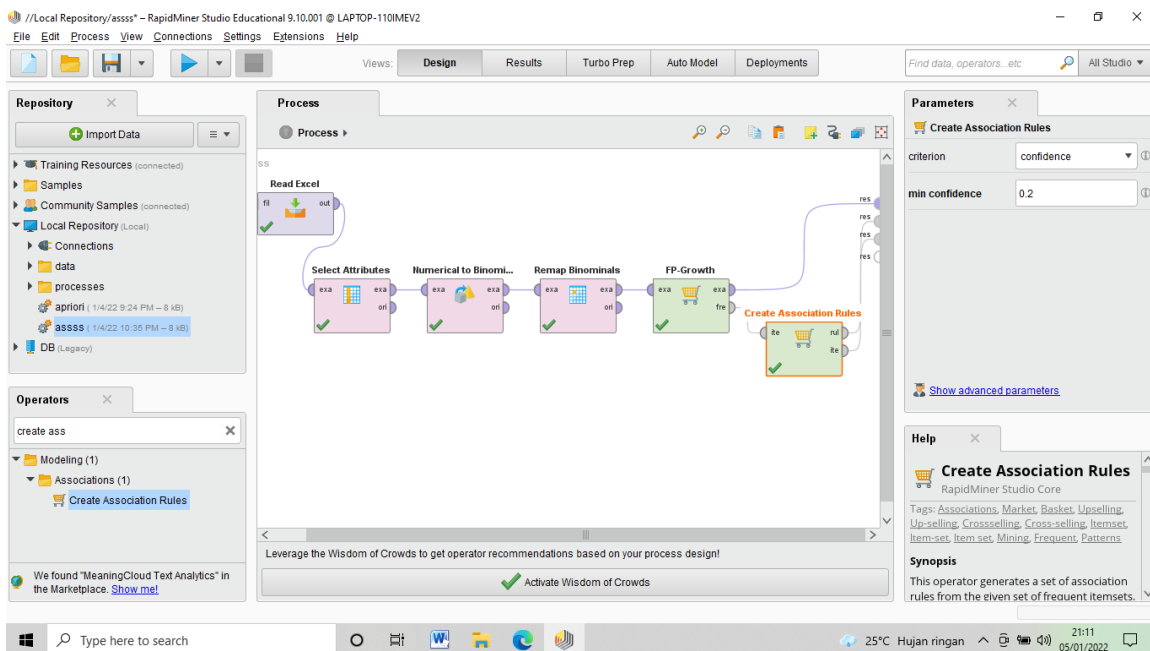 //Local Repository/assss* – RapidMiner Studio Educational 9.10.001 @ LAPTOP-110IMEV2
File Edit Process View Connections Settings Extensions Help
Views: Design Results Turbo Prep Auto Model Deployments
Find data, operators...etc All Studio
Repository
Import Data
Training Resources (connected)
Samples
Community Samples (connected)
Local Repository (Local)
Connections
data
processes
apriori ( 1/4/22 9:24 PM – 8 kB)
assss ( 1/4/22 10:35 PM – 8 kB)
DB (Legacy)
Operators
create ass
Modeling (1)
Associations (1)
Create Association Rules
We found "MeaningCloud Text Analytics" in
the Marketplace. Show me!
Process
Process
ss
Read Excel
fil out
res
res
res
res
Select Attributes Numerical to Binomi... Remap Binominals FP-Growth
exa exa exa exa exa exa exa exa
ori ori ori fre
Create Association Rules
ite rul
ite
Leverage the Wisdom of Crowds to get operator recommendations based on your process design!
Activate Wisdom of Crowds
Parameters
Create Association Rules
criterion confidence
min confidence 0.2
Show advanced parameters
Help
Create Association Rules
RapidMiner Studio Core
Tags: Associations, Market, Basket, Upselling,
Up-selling, Crossselling, Cross-selling, Itemset,
Item-set, Item set, Mining, Frequent, Patterns
Synopsis
This operator generates a set of association
rules from the given set of frequent itemsets.
Type here to search
25°C Hujan ringan
21:11
05/01/2022